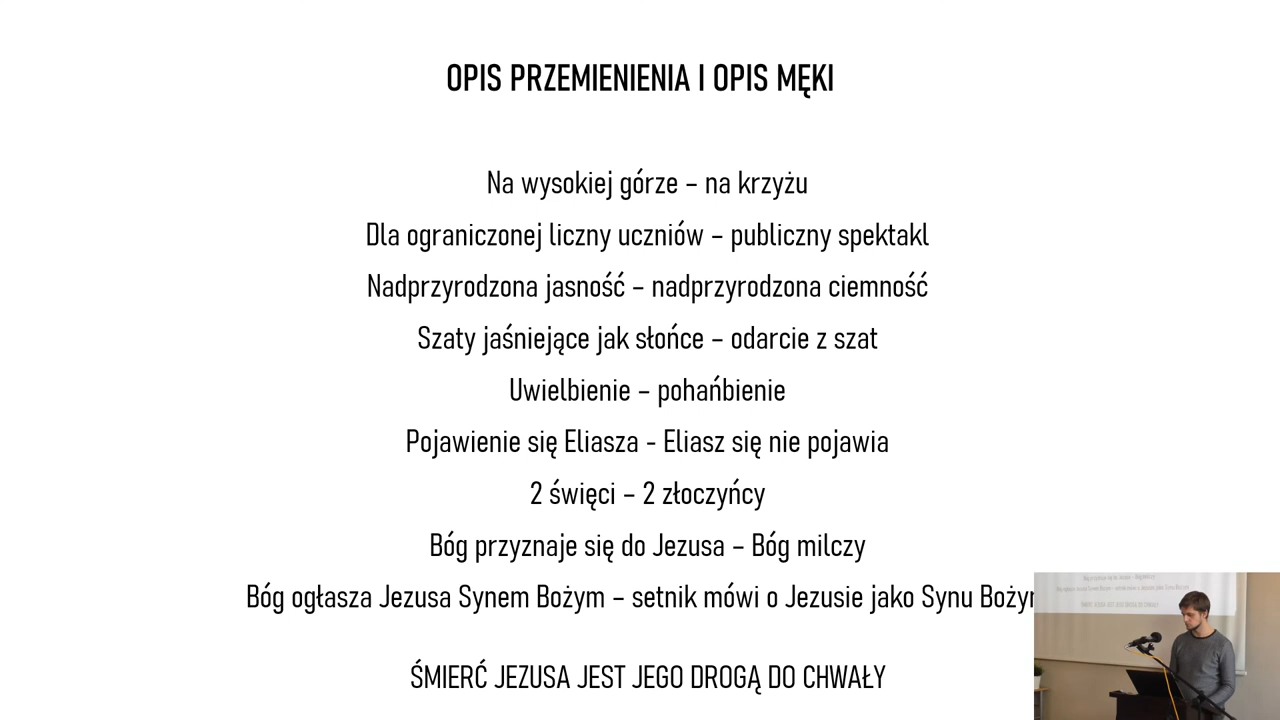 OPIS PRZEMIENIENIA I OPIS MĘKI
Na wysokiej górze – na krzyżu
Dla ograniczonej liczny uczniów – publiczny spektakl
Nadprzyrodzona jasność – nadprzyrodzona ciemność
Szaty jaśniejące jak słońce – odarcie z szat
Uwielbienie – pohańbienie
Pojawienie się Eliasza - Eliasz się nie pojawia
2 święci – 2 złoczyńcy
Bóg przyznaje się do Jezusa – Bóg milczy
Bóg ogłasza Jezusa Synem Bożym – setnik mówi o Jezusie jako Synu
ŚMIERĆ JEZUSA JEST JEGO DROGĄ DO CHWAŁY